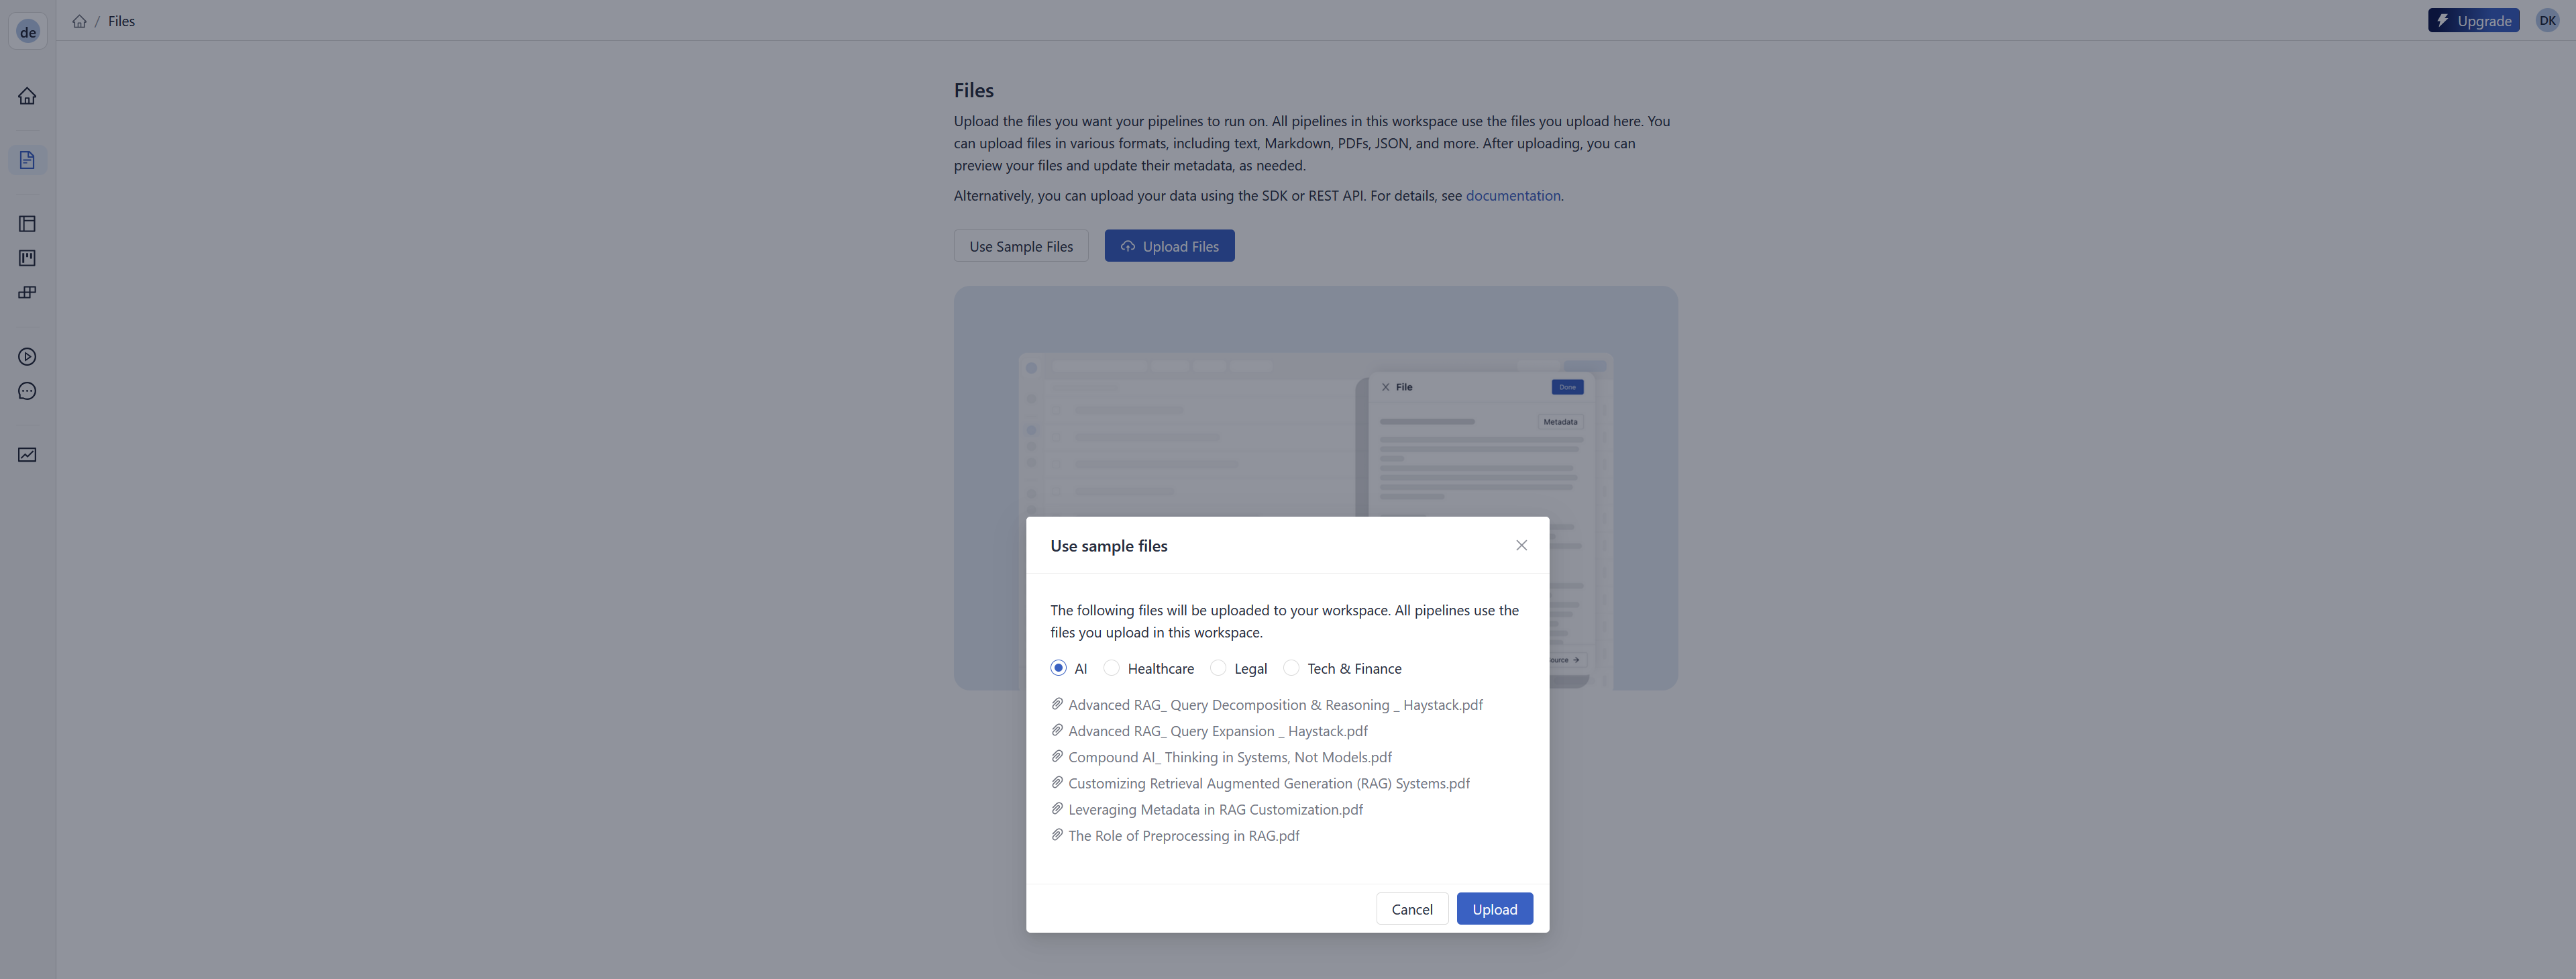 de
/ Files
Upgrade
DK
Files
Upload the files you want your pipelines to run on. All pipelines in this workspace use the files you upload here. You
can upload files in various formats, including text, Markdown, PDFs, JSON, and more. After uploading, you can
preview your files and update their metadata, as needed.
Alternatively, you can upload your data using the SDK or REST API. For details, see documentation.
Use Sample Files
Upload Files
File
Done
Metadata
Use sample files
The following files will be uploaded to your workspace. All pipelines use the
files you upload in this workspace.
AI
Healthcare
Legal
Tech & Finance
Advanced RAG_ Query Decomposition & Reasoning _ Haystack.pdf
Advanced RAG_ Query Expansion _ Haystack.pdf
Compound AI_ Thinking in Systems, Not Models.pdf
Customizing Retrieval Augmented Generation (RAG) Systems.pdf
Leveraging Metadata in RAG Customization.pdf
The Role of Preprocessing in RAG.pdf
Cancel
Upload